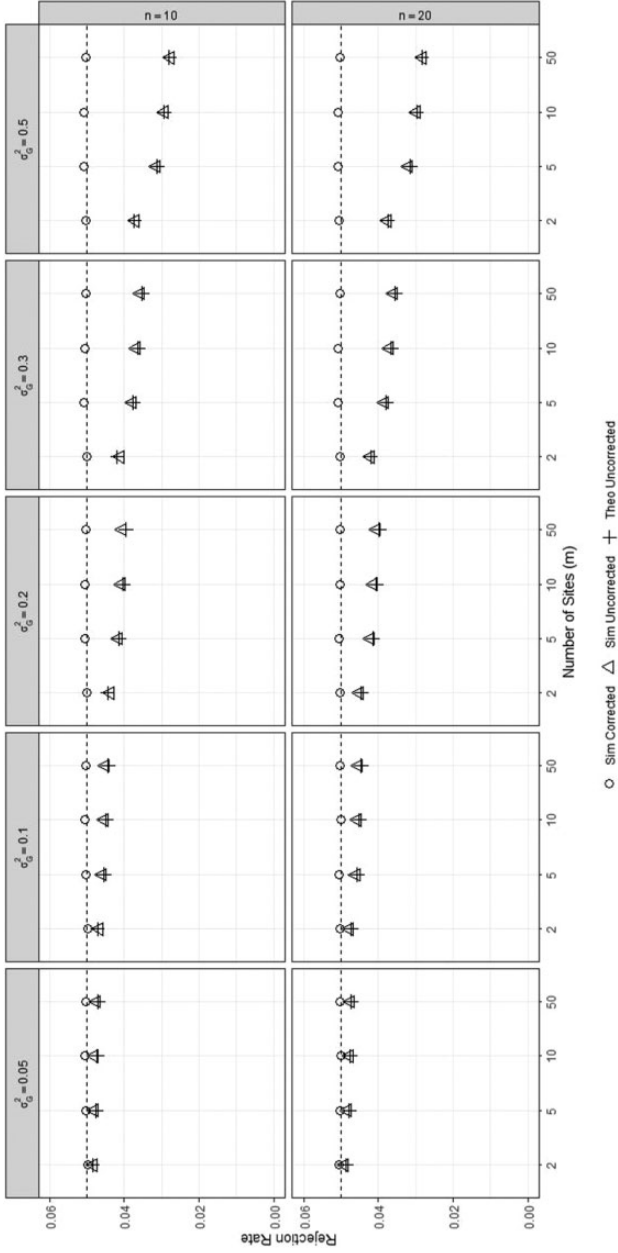 σ²G = 0.05
σ²G = 0.1
σ²G = 0.2
σ²G = 0.3
σ²G = 0.5
Rejection Rate
0.06
0.04
0.02
0.00
n = 10
0.06
0.04
0.02
0.00
n = 20
2 5 10 50 2 5 10 50 2 5 10 50 2 5 10 50 2 5 10 50
Number of Sites (m)
Sim Corrected Sim Uncorrected Theo Uncorrected